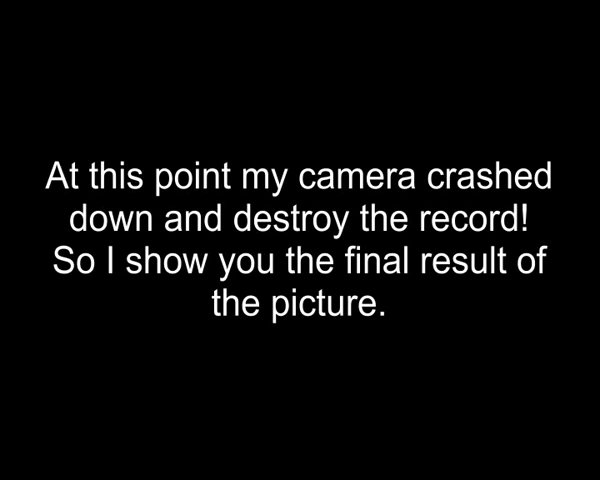 At this point my camera crashed
down and destroy the record!
So I show you the final result of
the picture.